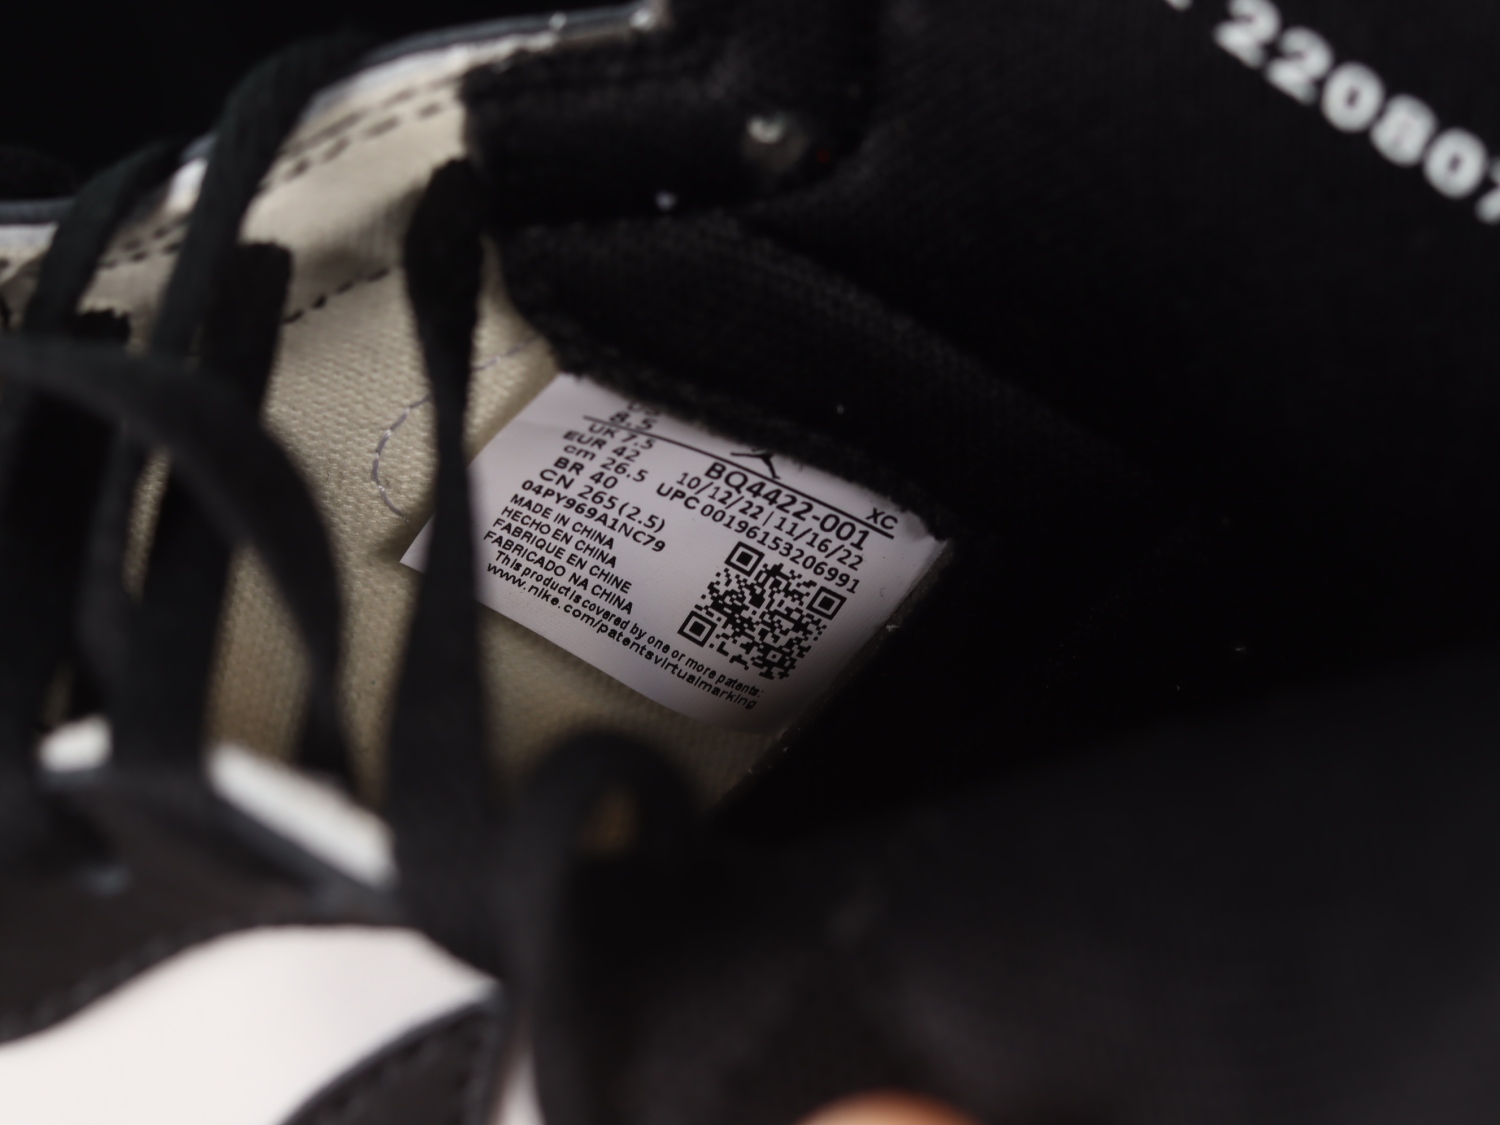 220807
US
8.5
UK 7.5
EUR 42
cm 26.5
BR 40
CN 265(2.5)
04PY969A1NC79
MADE IN CHINA
HECHO EN CHINA
FABRIQUE EN CHINE
FABRICADO NA CHINA
This product is covered by one or more patents:
www.nike.com/patentsvirtualmarking
XC
BQ4422-001
10/12/22|11/16/22
UPC 00196153206991